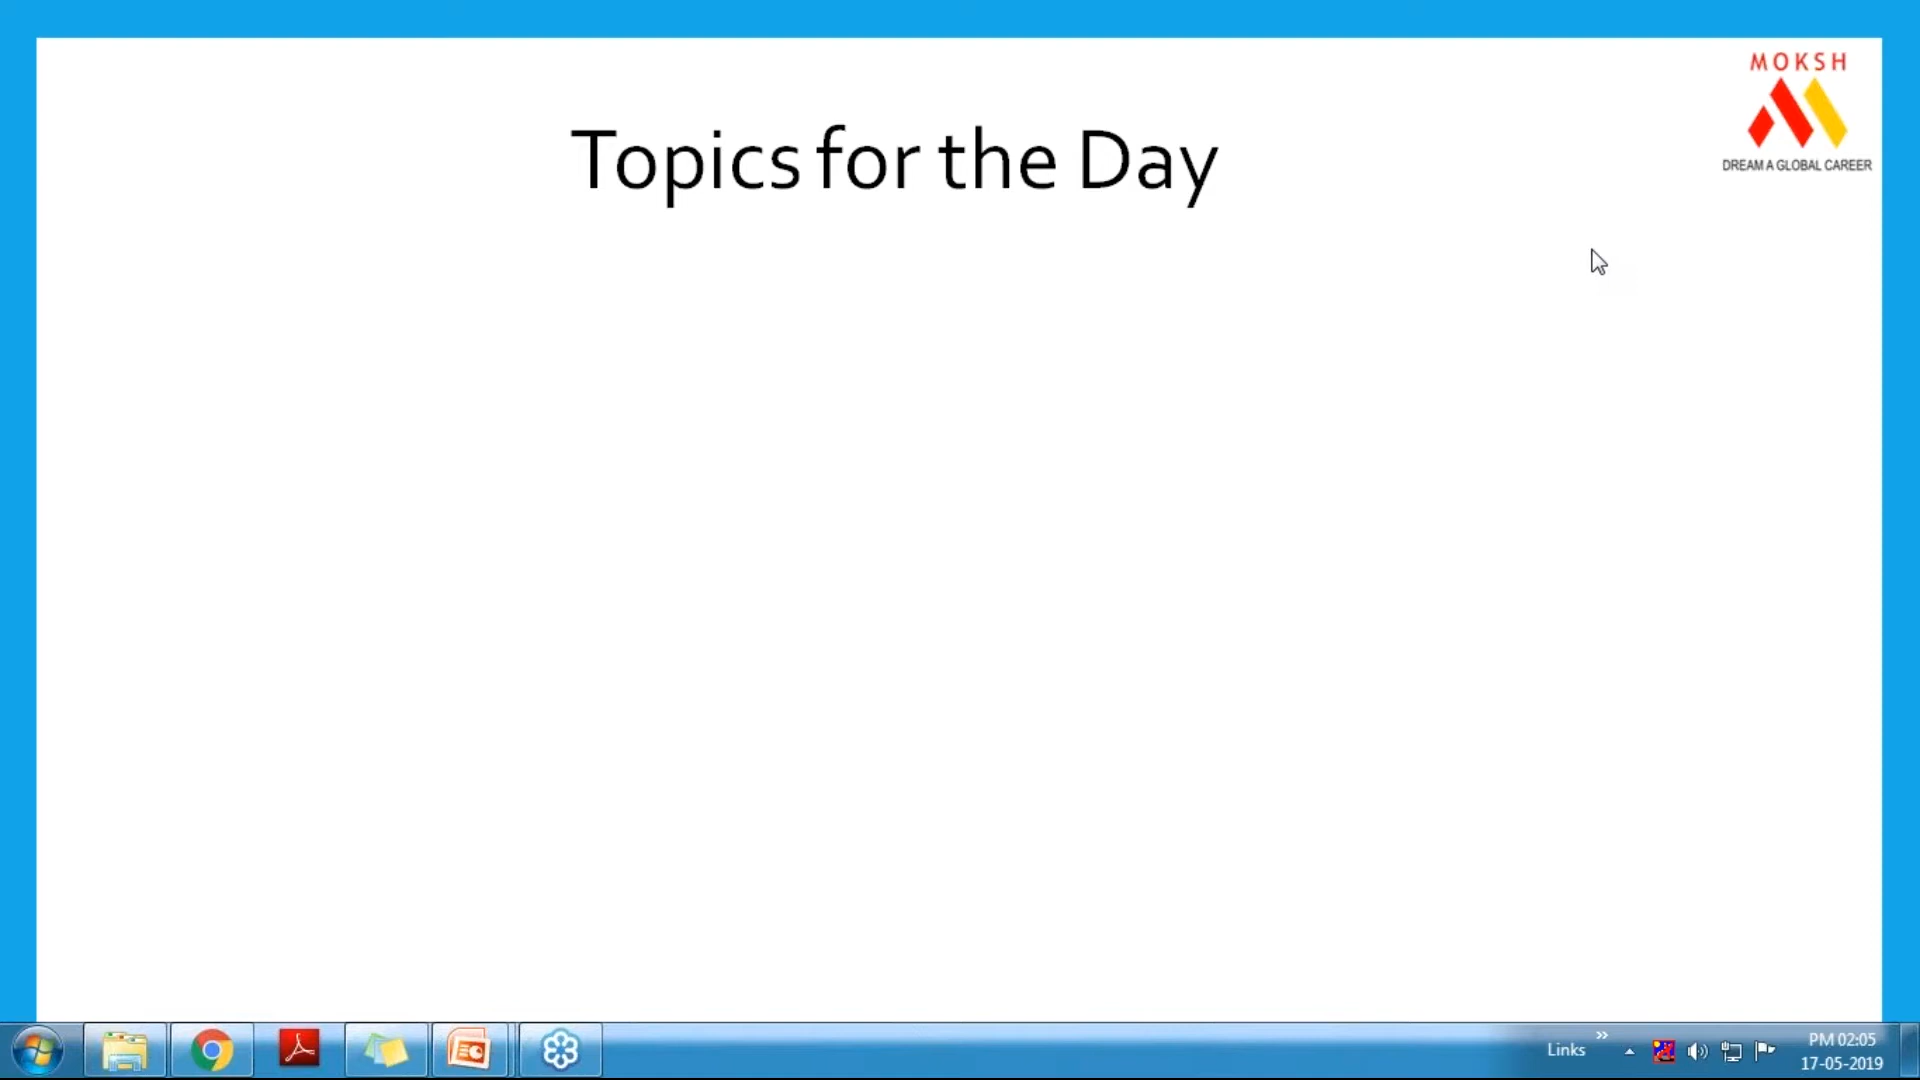 MOKSH
DREAM A GLOBAL CAREER
Topics for the Day
Links
PM 02:05
17-05-2019